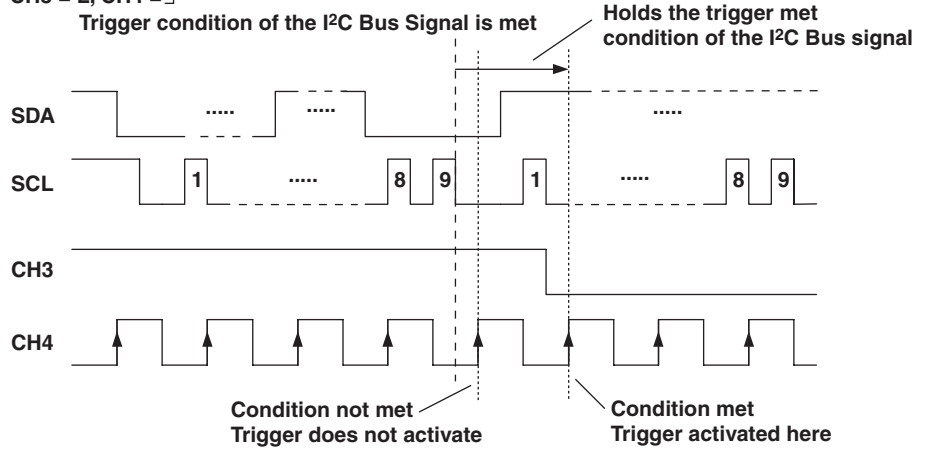 Trigger condition of the I2C Bus Signal is met
Holds the trigger met
condition of the I2C Bus signal
SDA ..... ..... .....
SCL 1 ..... 8 9 1 ..... 8 9
CH3
CH4
Condition not met
Trigger does not activate
Condition met
Trigger activated here